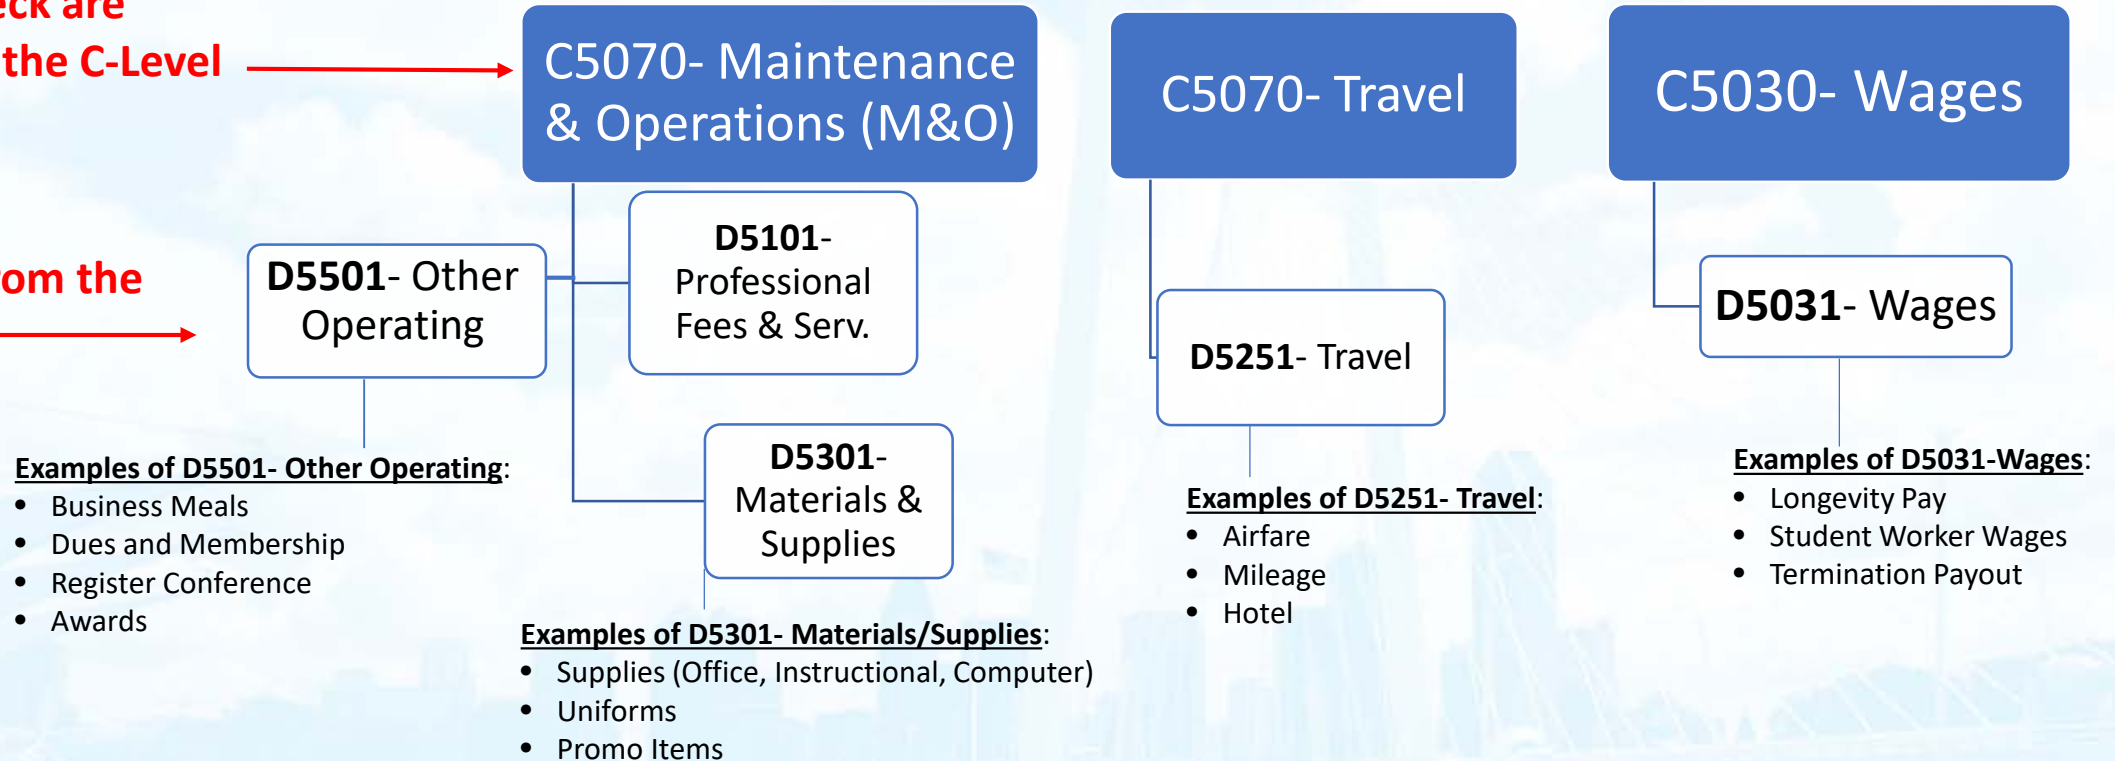 eck are
the C-Level
C5070- Maintenance
& Operations (M&O)
C5070- Travel
C5030- Wages
om the
D5501- Other
Operating
D5101-
Professional
Fees & Serv.
D5301-
Materials &
Supplies
D5251- Travel
D5031- Wages
Examples of D5501- Other Operating:
• Business Meals
• Dues and Membership
• Register Conference
• Awards
Examples of D5301- Materials/Supplies:
• Supplies (Office, Instructional, Computer)
• Uniforms
• Promo Items
Examples of D5251- Travel:
• Airfare
• Mileage
• Hotel
Examples of D5031-Wages:
• Longevity Pay
• Student Worker Wages
• Termination Payout